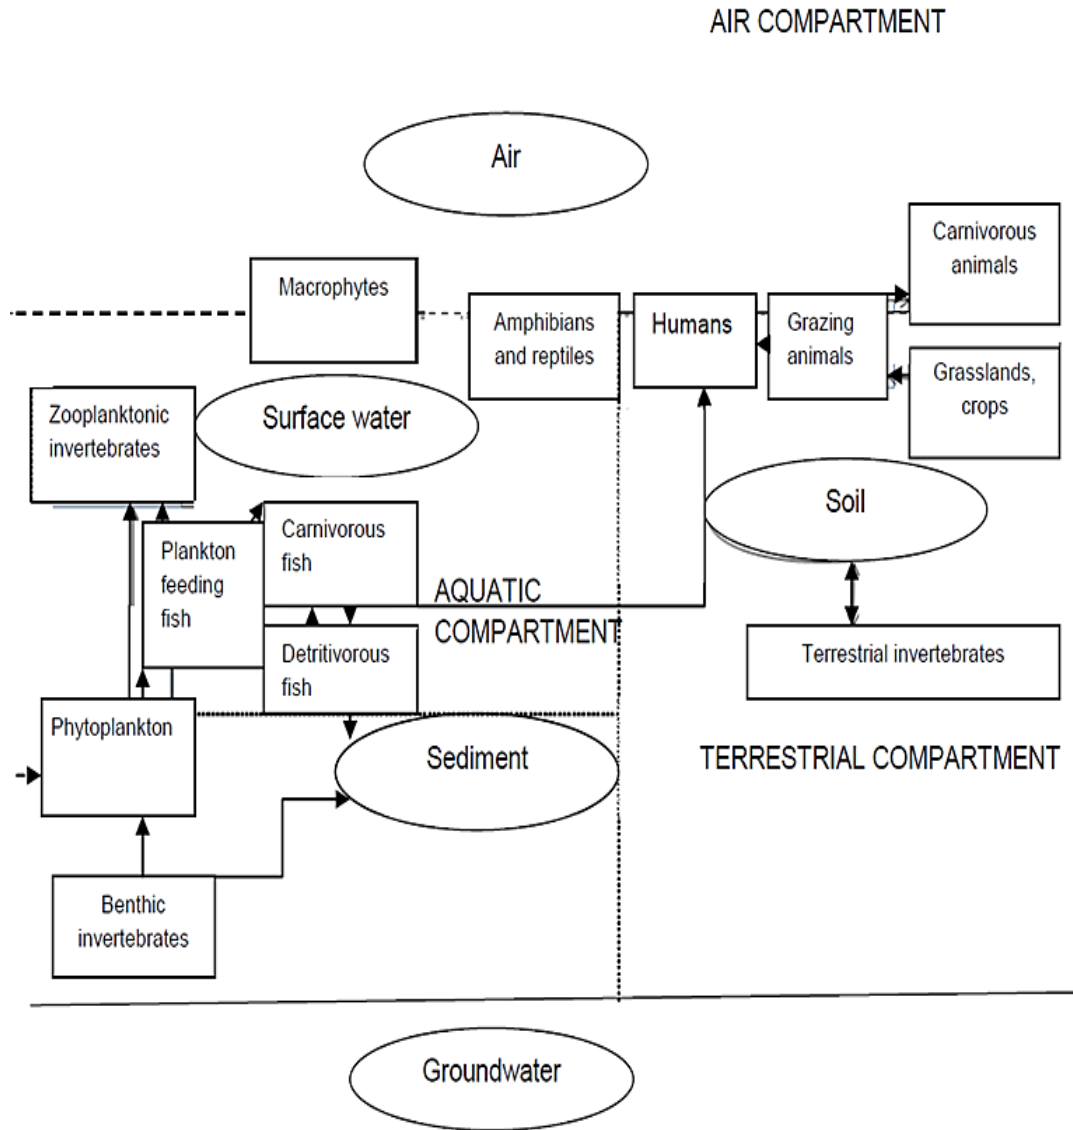 AIR COMPARTMENT
Air
Carnivorous
animals
Macrophytes
Amphibians
and reptiles
Humans
Grazing
animals
Grasslands,
crops
Zooplanktonic
invertebrates
Surface water
Soil
Carnivorous
fish
Plankton
feeding
fish
AQUATIC
COMPARTMENT
Detritivorous
fish
Terrestrial invertebrates
Phytoplankton
Sediment
TERRESTRIAL COMPARTMENT
Benthic
invertebrates
Groundwater